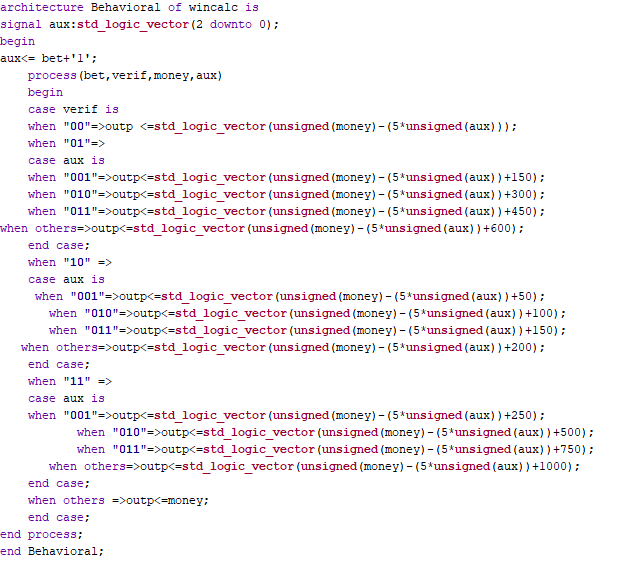 architecture Behavioral of wincalc is
signal aux:std_logic_vector(2 downto 0);
begin
aux<= bet+'1';
process(bet,verif,money,aux)
begin
case verif is
when "00"=>outp <=std_logic_vector(unsigned(money)-(5*unsigned(aux)));
when "01"=>
case aux is
when "001"=>outp<=std_logic_vector(unsigned(money)-(5*unsigned(aux))+150);
when "010"=>outp<=std_logic_vector(unsigned(money)-(5*unsigned(aux))+300);
when "011"=>outp<=std_logic_vector(unsigned(money)-(5*unsigned(aux))+450);
when others=>outp<=std_logic_vector(unsigned(money)-(5*unsigned(aux))+600);
end case;
when "10" =>
case aux is
when "001"=>outp<=std_logic_vector(unsigned(money)-(5*unsigned(aux))+50);
when "010"=>outp<=std_logic_vector(unsigned(money)-(5*unsigned(aux))+100);
when "011"=>outp<=std_logic_vector(unsigned(money)-(5*unsigned(aux))+150);
when others=>outp<=std_logic_vector(unsigned(money)-(5*unsigned(aux))+200);
end case;
when "11" =>
case aux is
when "001"=>outp<=std_logic_vector(unsigned(money)-(5*unsigned(aux))+250);
when "010"=>outp<=std_logic_vector(unsigned(money)-(5*unsigned(aux))+500);
when "011"=>outp<=std_logic_vector(unsigned(money)-(5*unsigned(aux))+750);
when others=>outp<=std_logic_vector(unsigned(money)-(5*unsigned(aux))+1000);
end case;
when others =>outp<=money;
end case;
end process;
end Behavioral;